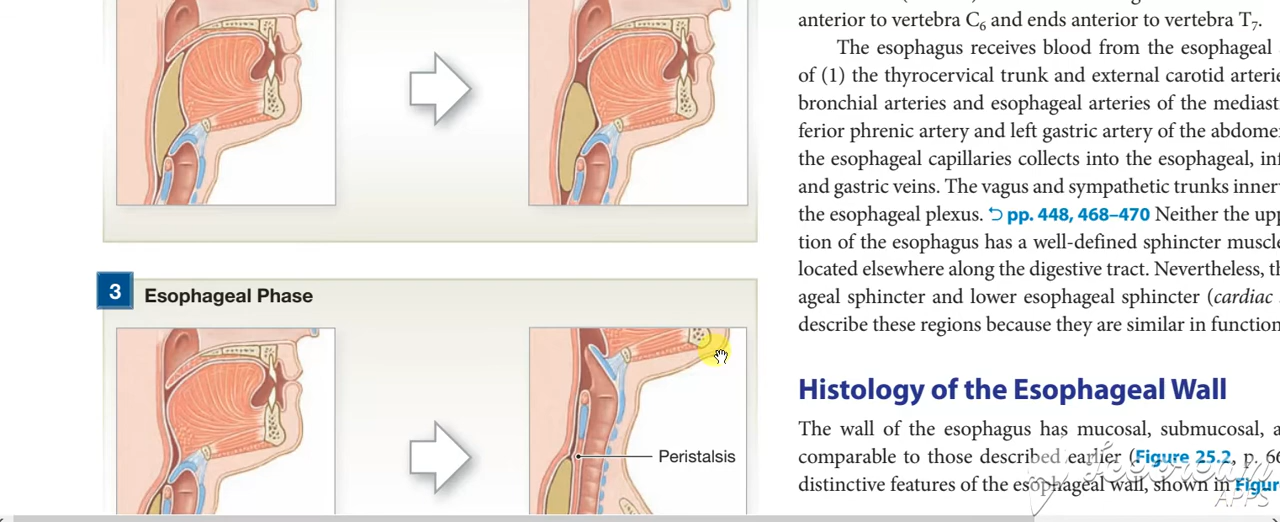 3 Esophageal Phase
Peristalsis
anterior to vertebra C₆ and ends anterior to vertebra T₇.
The esophagus receives blood from the esophageal
of (1) the thyrocervical trunk and external carotid arterie
bronchial arteries and esophageal arteries of the mediast
ferior phrenic artery and left gastric artery of the abdome
the esophageal capillaries collects into the esophageal, inf
and gastric veins. The vagus and sympathetic trunks inner
the esophageal plexus. ⮌ pp. 448, 468–470 Neither the upp
tion of the esophagus has a well-defined sphincter muscle
located elsewhere along the digestive tract. Nevertheless, th
ageal sphincter and lower esophageal sphincter (cardiac
describe these regions because they are similar in function
Histology of the Esophageal Wall
The wall of the esophagus has mucosal, submucosal, a
comparable to those described earlier (Figure 25.2, p. 66
distinctive features of the esophageal wall, shown in Figur
APPS